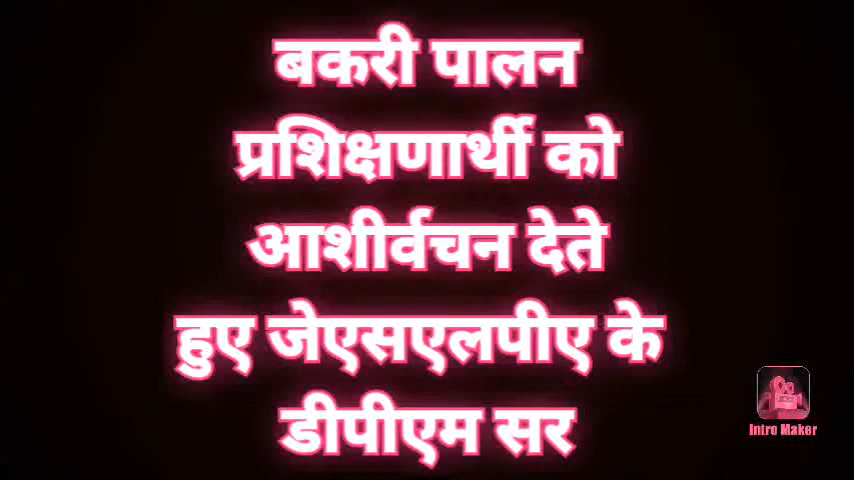 बकरी पालन
प्रशिक्षणार्थी को
आशीर्वचन देते
हुए जेएसएलपीए के
डीपीएम सर
Intro Maker